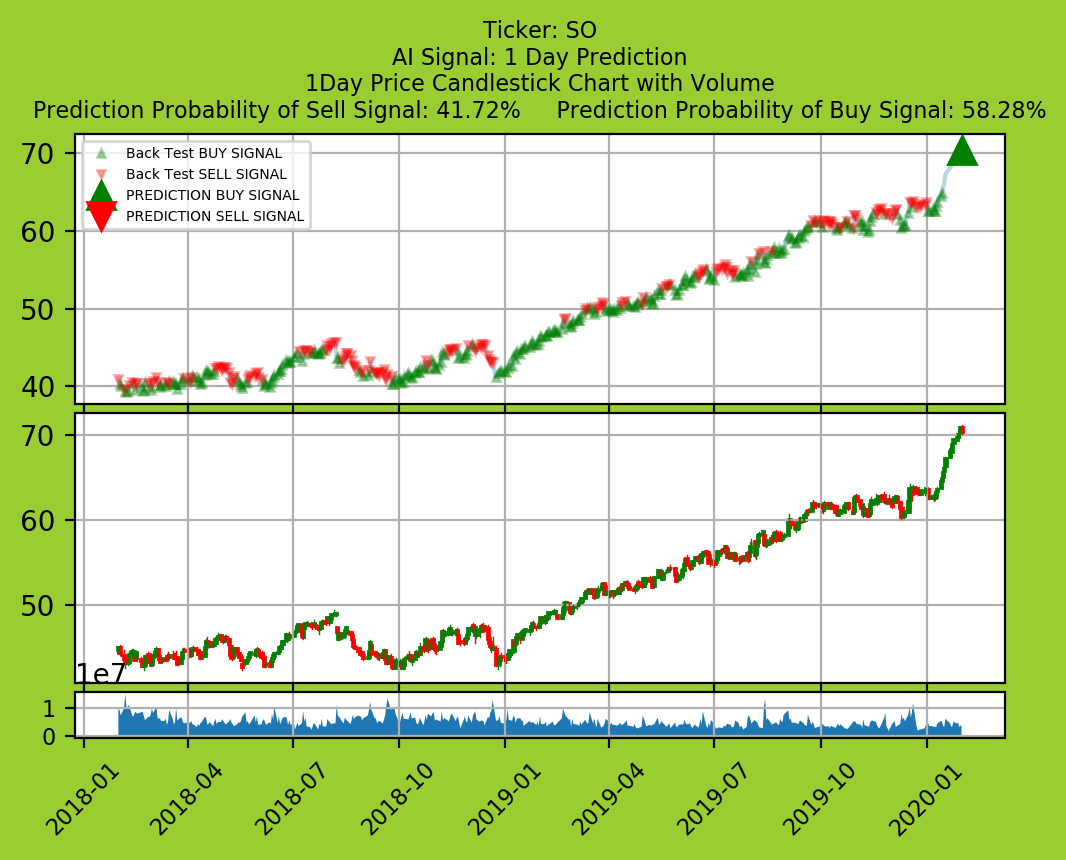 Ticker: SO
AI Signal: 1 Day Prediction
1Day Price Candlestick Chart with Volume
Prediction Probability of Sell Signal: 41.72%     Prediction Probability of Buy Signal: 58.28%
Back Test BUY SIGNAL
Back Test SELL SIGNAL
PREDICTION BUY SIGNAL
PREDICTION SELL SIGNAL
70
60
50
40
70
60
50
1e7
1
0
2018-01 2018-04 2018-07 2018-10 2019-01 2019-04 2019-07 2019-10 2020-01